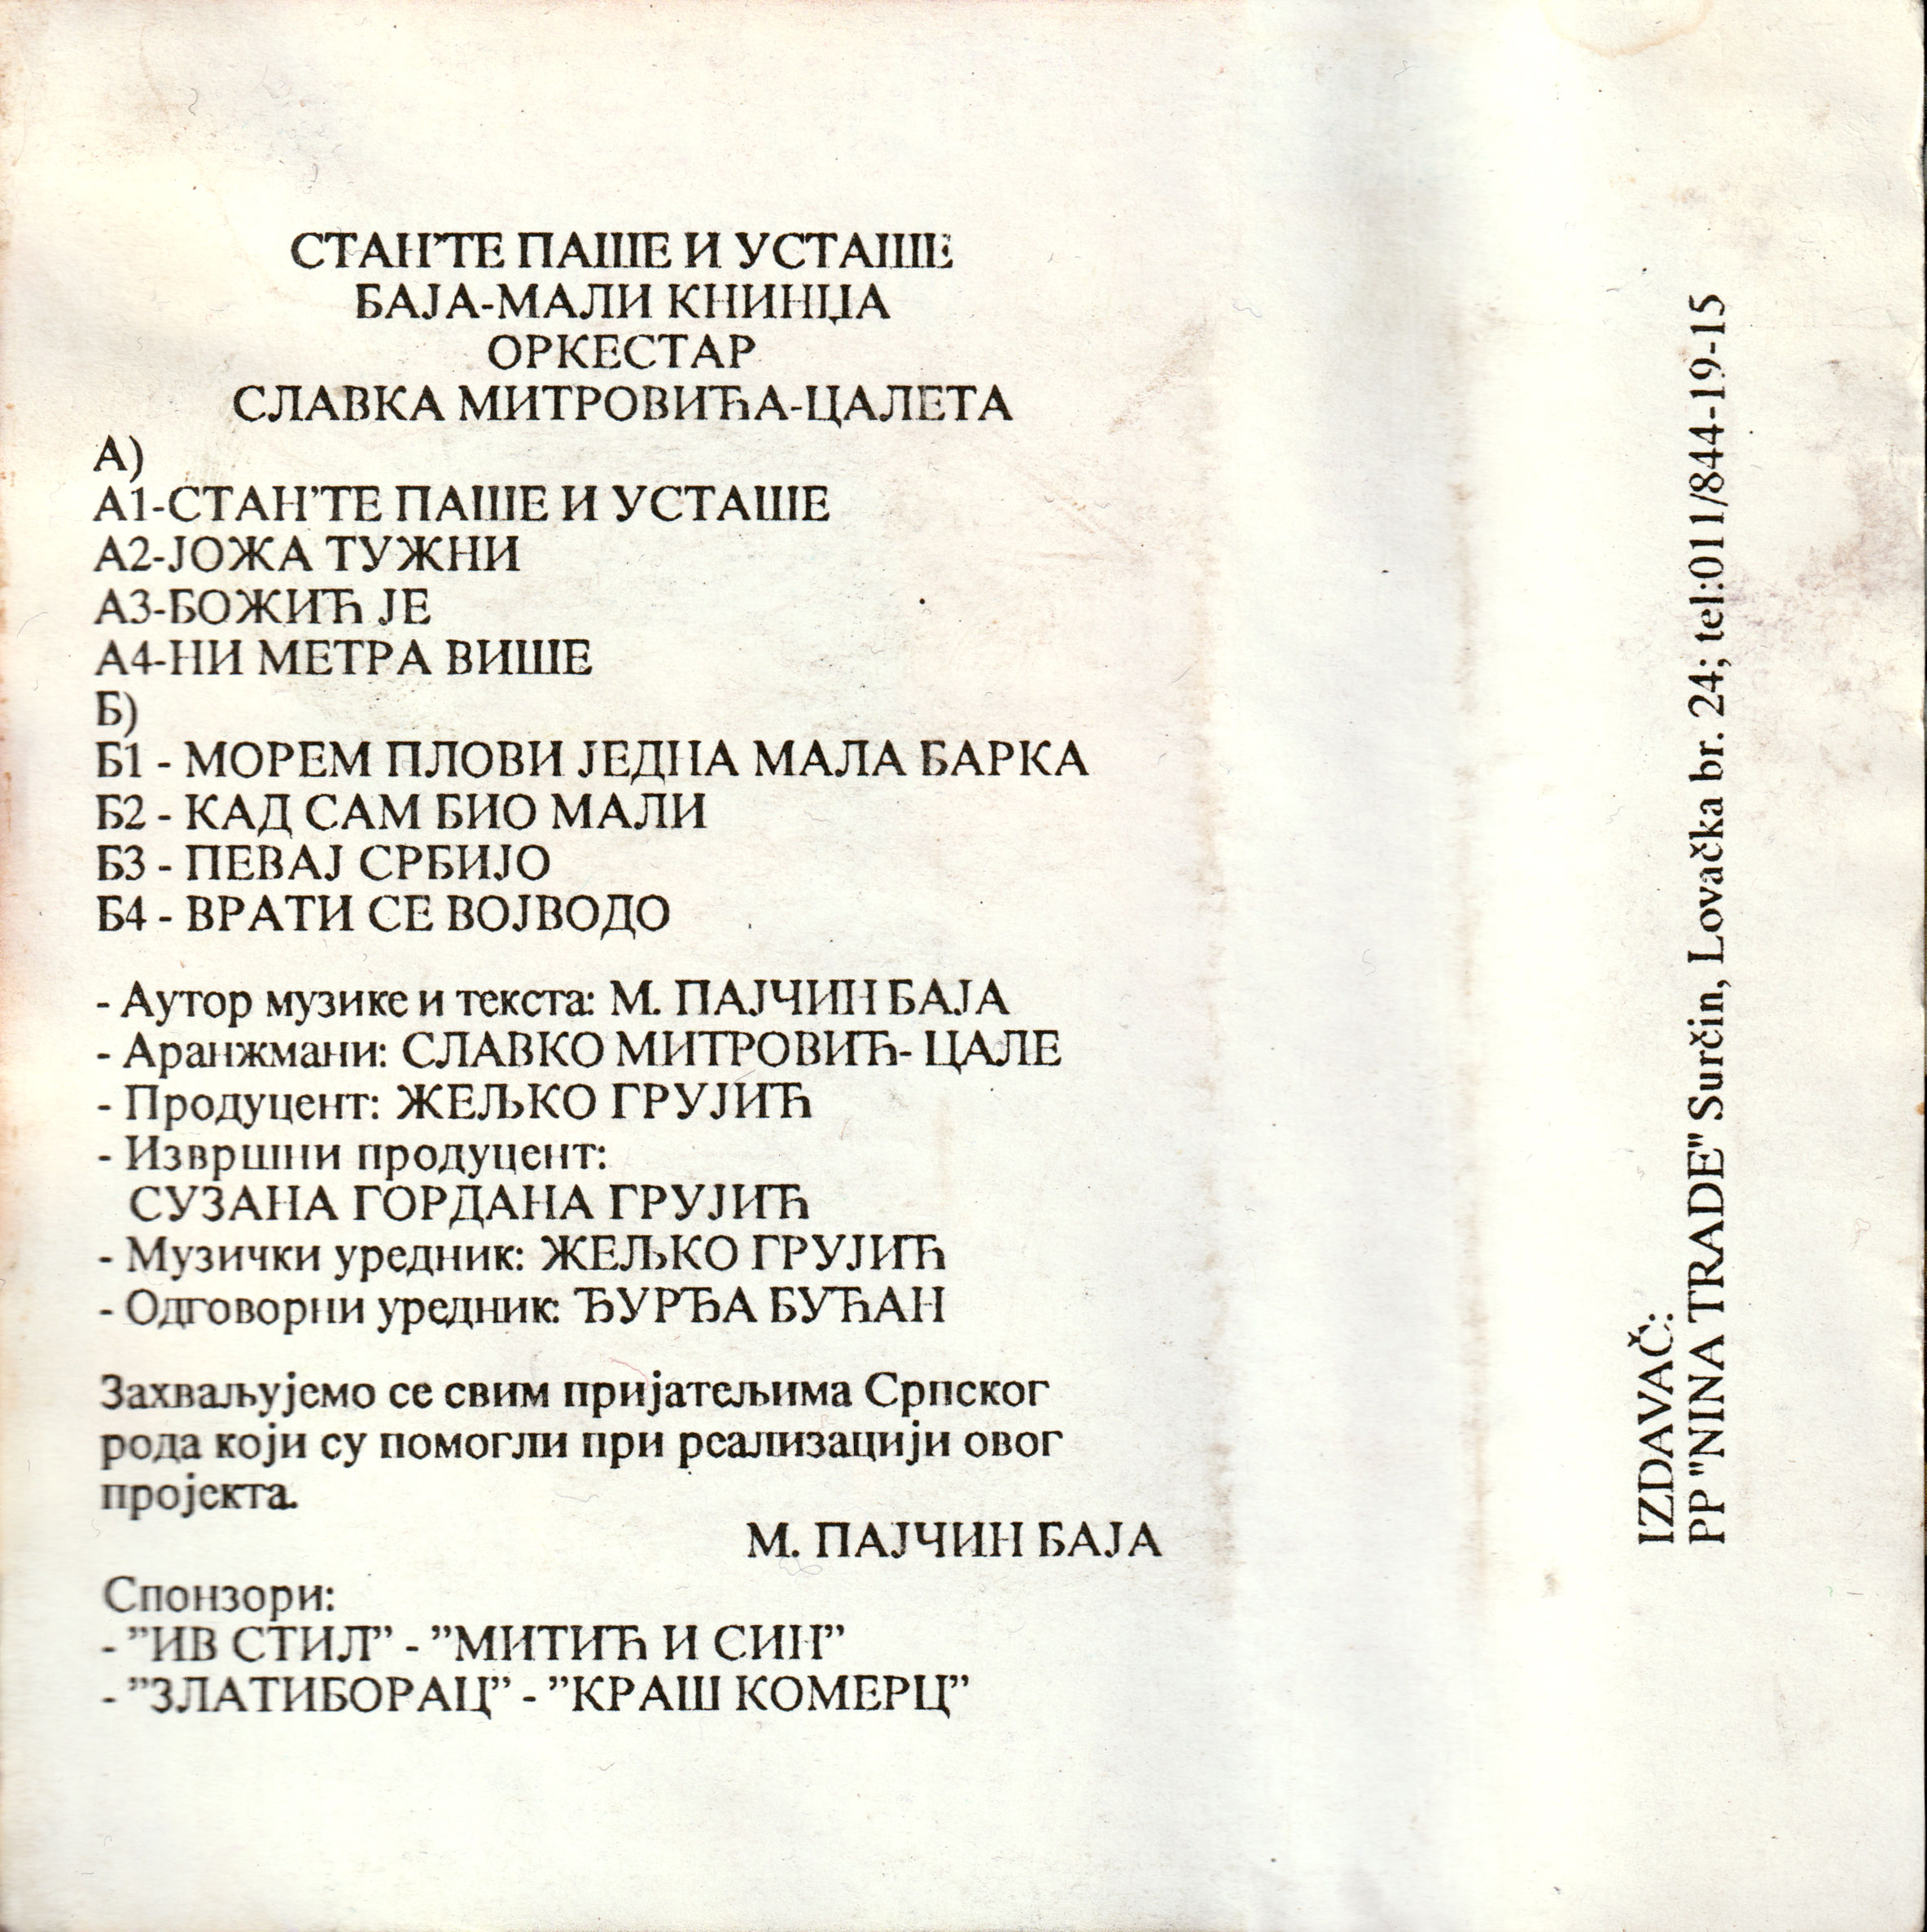 СТАН'ТЕ ПАШЕ И УСТАШЕ
БАЈА-МАЛИ КНИНЏА
ОРКЕСТАР
СЛАВКА МИТРОВИЋА-ЦАЛЕТА
А)
А1-СТАН'ТЕ ПАШЕ И УСТАШЕ
А2-ЈОЖА ТУЖНИ
А3-БОЖИЋ ЈЕ
А4-НИ МЕТРА ВИШЕ
Б)
Б1 - МОРЕМ ПЛОВИ ЈЕДНА МАЛА БАРКА
Б2 - КАД САМ БИО МАЛИ
Б3 - ПЕВАЈ СРБИЈО
Б4 - ВРАТИ СЕ ВОЈВОДО
- Аутор музике и текста: М. ПАЈЧИН БАЈА
- Аранжмани: СЛАВКО МИТРОВИЋ- ЦАЛЕ
- Продуцент: ЖЕЉКО ГРУЈИЋ
- Извршни продуцент:
СУЗАНА ГОРДАНА ГРУЈИЋ
- Музички уредник: ЖЕЉКО ГРУЈИЋ
- Одговорни уредник: ЂУРЂА БУЋАН
Захваљујемо се свим пријатељима Српског
рода који су помогли при реализацији овог
пројекта.
М. ПАЈЧИН БАЈА
Спонзори:
- ”ИВ СТИЛ” - ”МИТИЋ И СИН”
- ”ЗЛАТИБОРАЦ” - ”КРАШ КОМЕРЦ”
IZDAVAČ:
PP "NINA TRADE" Surčin, Lovačka br. 24; tel:011/844-19-15